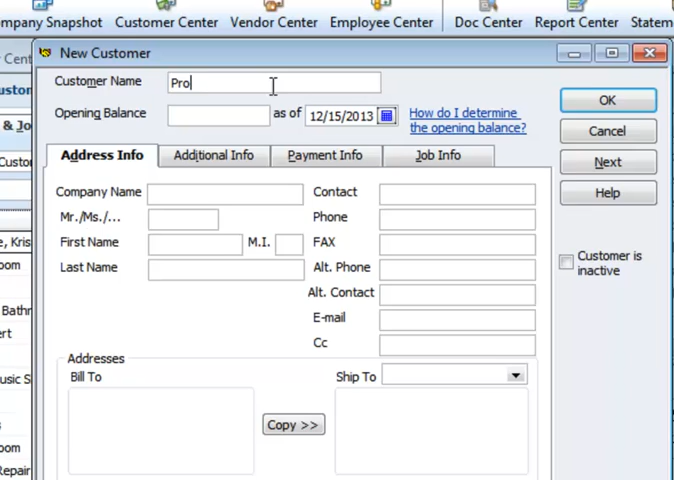 mpany Snapshot Customer Center Vendor Center Employee Center Doc Center Report Center Statem
Cent
New Customer
ustom
Customer Name Pro
OK
Opening Balance as of 12/15/2013 How do I determine
the opening balance?
& Jo
Cancel
Custo
Address Info Additional Info Payment Info Job Info
Next
Company Name Contact
Help
Mr./Ms./... Phone
e, Kris
First Name M.I. FAX
oom
Last Name Alt. Phone
Customer is
inactive
Alt. Contact
Bathr
E-mail
ert
Cc
Addresses
Bill To Ship To
usic S
Copy >>
oom
Repair